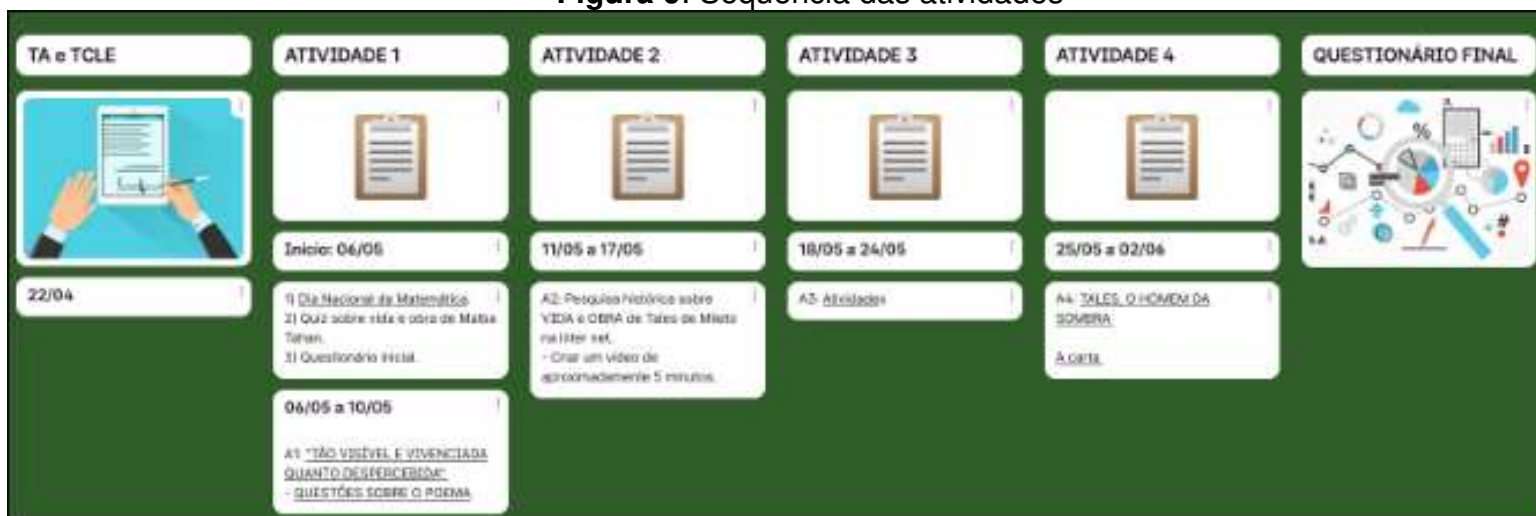 Sequência das atividades
TA e TCLE
22/04
ATIVIDADE 1
Início: 06/05
1) Dia Nacional da Matemática.
2) Quiz sobre vida e obra de Malba
Tahan.
3) Questionário inicial.
06/05 a 10/05
A1: "TÃO VISÍVEL E VIVENCIADA
QUANTO DESPERCEBIDA"
- QUESTÕES SOBRE O POEMA
ATIVIDADE 2
11/05 a 17/05
A2: Pesquisa histórica sobre
VIDA e OBRA de Tales de Mileto
na inter net.
- Criar um vídeo de
aproximadamente 5 minutos.
ATIVIDADE 3
18/05 a 24/05
A3: Atividades
ATIVIDADE 4
25/05 a 02/06
A4: TALES, O HOMEM DA
SOMBRA
A carta
QUESTIONÁRIO FINAL
%
#